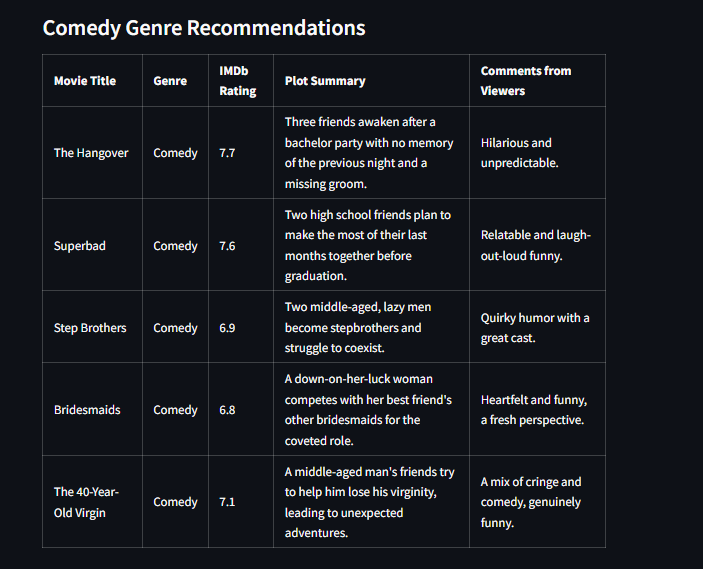 Comedy Genre Recommendations
Movie Title
Genre
IMDb
Rating
Plot Summary
Comments from
Viewers
The Hangover
Comedy
7.7
Three friends awaken after a
bachelor party with no memory
of the previous night and a
missing groom.
Hilarious and
unpredictable.
Superbad
Comedy
7.6
Two high school friends plan to
make the most of their last
months together before
graduation.
Relatable and laugh-
out-loud funny.
Step Brothers
Comedy
6.9
Two middle-aged, lazy men
become stepbrothers and
struggle to coexist.
Quirky humor with a
great cast.
Bridesmaids
Comedy
6.8
A down-on-her-luck woman
competes with her best friend's
other bridesmaids for the
coveted role.
Heartfelt and funny,
a fresh perspective.
The 40-Year-
Old Virgin
Comedy
7.1
A middle-aged man's friends try
to help him lose his virginity,
leading to unexpected
adventures.
A mix of cringe and
comedy, genuinely
funny.